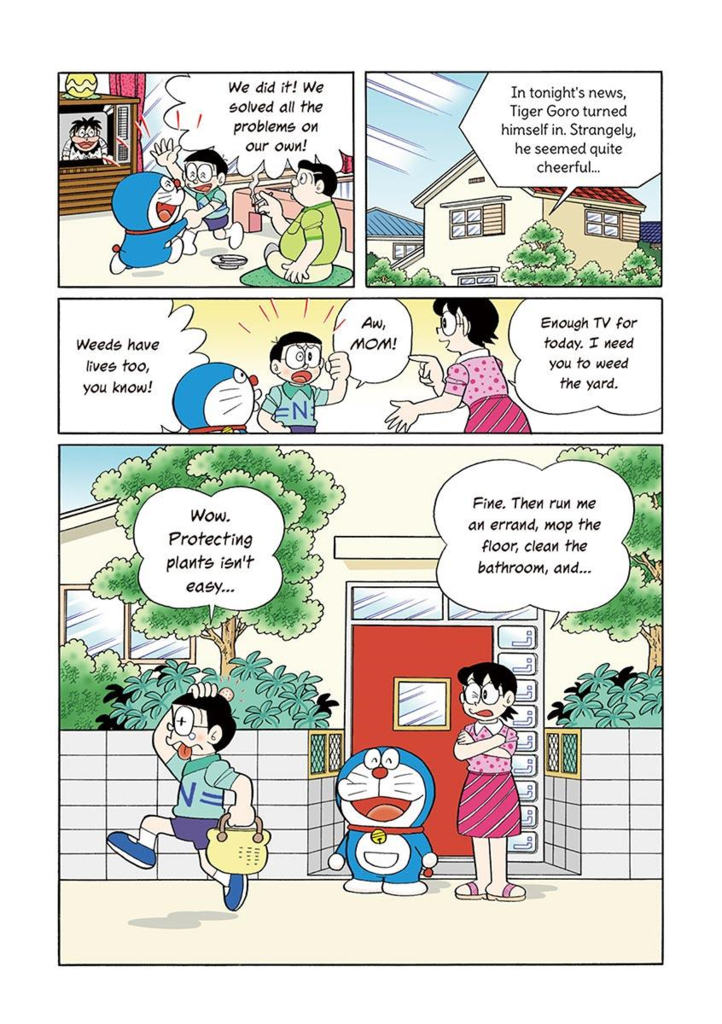 We did it! We
solved all the
problems on
our own!
In tonight's news,
Tiger Goro turned
himself in. Strangely,
he seemed quite
cheerful...
Weeds have
lives too,
you know!
Aw,
MOM!
Enough TV for
today. I need
you to weed
the yard.
N
Wow.
Protecting
plants isn't
easy...
Fine. Then run me
an errand, mop the
floor, clean the
bathroom, and...
N